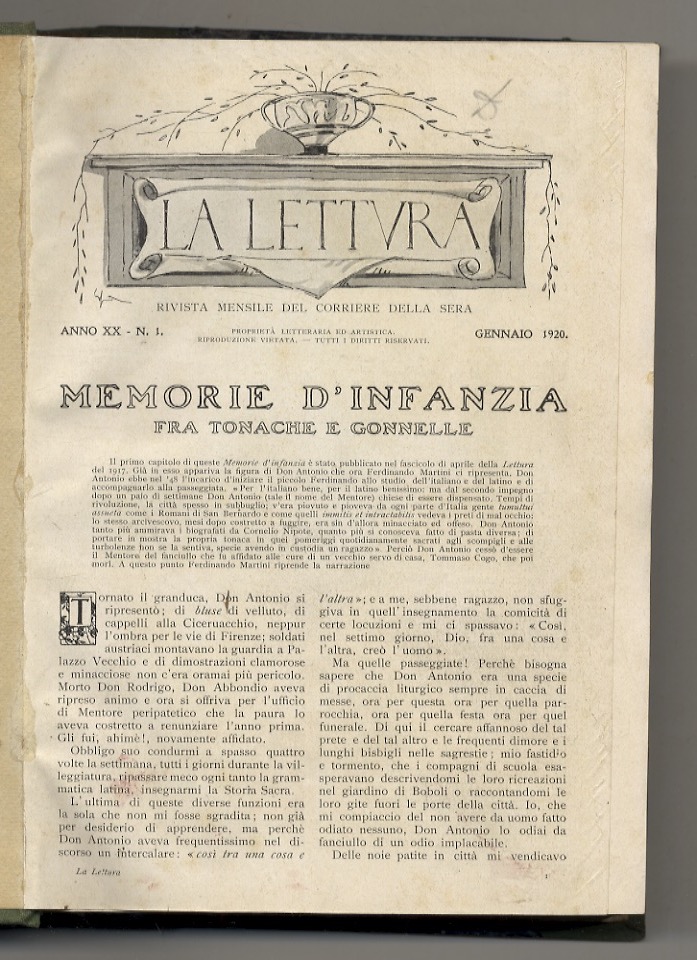 LA LETTVRA
RIVISTA MENSILE DEL CORRIERE DELLA SERA
ANNO XX - N. 1.
PROPRIETÀ LETTERARIA ED ARTISTICA.
RIPRODUZIONE VIETATA. — TUTTI I DIRITTI RISERVATI.
GENNAIO 1920.
MEMORIE D'INFANZIA
FRA TONACHE E GONNELLE
Il primo capitolo di queste Memorie d'infanzia è stato pubblicato nel fascicolo di aprile della Lettura
del 1917. Già in esso appariva la figura di Don Antonio che ora Ferdinando Martini ci ripresenta. Don
Antonio ebbe nel '48 l'incarico d'iniziare il piccolo Ferdinando allo studio dell'italiano e del latino e di
accompagnarlo alla passeggiata. « Per l'italiano bene, per il latino benissimo; ma dal secondo impegno
dopo un paio di settimane Don Antonio (tale il nome del Mentore) chiese di essere dispensato. Tempi di
rivoluzione, la città spesso in subbuglio; v'era piovuto e pioveva da ogni parte d'Italia gente tumultui
assueta come i Romani di San Bernardo e come quelli immitis et intractabilis vedeva i preti di mal occhio;
lo stesso arcivescovo, mesi dopo costretto a fuggire, era sin d'allora minacciato ed offeso. Don Antonio
tanto più ammirava i biografati da Cornelio Nipote, quanto più si conosceva fatto di pasta diversa; di
portare in mostra la propria tonaca in quei pomeriggi quotidianamente sacrati agli scompigli e alle
turbolenze non se la sentiva, specie avendo in custodia un ragazzo ». Perciò Don Antonio cessò d'essere
il Mentore del fanciullo che fu affidato alle cure di un vecchio servo di casa, Tommaso Cogo, che poi
morì. A questo punto Ferdinando Martini riprende la narrazione
Tornato il granduca, Don Antonio si
ripresentò; di bluse di velluto, di
cappelli alla Ciceruacchio, neppur
l'ombra per le vie di Firenze; soldati
austriaci montavano la guardia a Pa-
lazzo Vecchio e di dimostrazioni clamorose
e minacciose non c'era oramai più pericolo.
Morto Don Rodrigo, Don Abbondio aveva
ripreso animo e ora si offriva per l'ufficio
di Mentore peripatetico che la paura lo
aveva costretto a renunziare l'anno prima.
Gli fui, ahimè!, novamente affidato.
Obbligo suo condurmi a spasso quattro
volte la settimana, tutti i giorni durante la vil-
leggiatura, ripassare meco ogni tanto la gram-
matica latina, insegnarmi la Storia Sacra.
L'ultima di queste diverse funzioni era
la sola che non mi fosse sgradita; non già
per desiderio di apprendere, ma perchè
Don Antonio aveva frequentissimo nel di-
scorso un intercalare: « così tra una cosa e
l'altra »; e a me, sebbene ragazzo, non sfug-
giva in quell'insegnamento la comicità di
certe locuzioni e mi ci spassavo: « Così,
nel settimo giorno, Dio, fra una cosa e
l'altra, creò l'uomo ».
Ma quelle passeggiate! Perchè bisogna
sapere che Don Antonio era una specie
di procaccia liturgico sempre in caccia di
messe, ora per questa ora per quella par-
rocchia, ora per quella festa ora per quel
funerale. Di qui il cercare affannoso del tal
prete e del tal altro e le frequenti dimore e i
lunghi bisbigli nelle sagrestie; mio fastidio
e tormento, che i compagni di scuola esa-
speravano descrivendomi le loro ricreazioni
nel giardino di Boboli o raccontandomi le
loro gite fuori le porte della città. Io, che
mi compiaccio del non avere da uomo fatto
odiato nessuno, Don Antonio lo odiai da
fanciullo di un odio implacabile.
Delle noie patite in città mi vendicavo
La Lettura
1